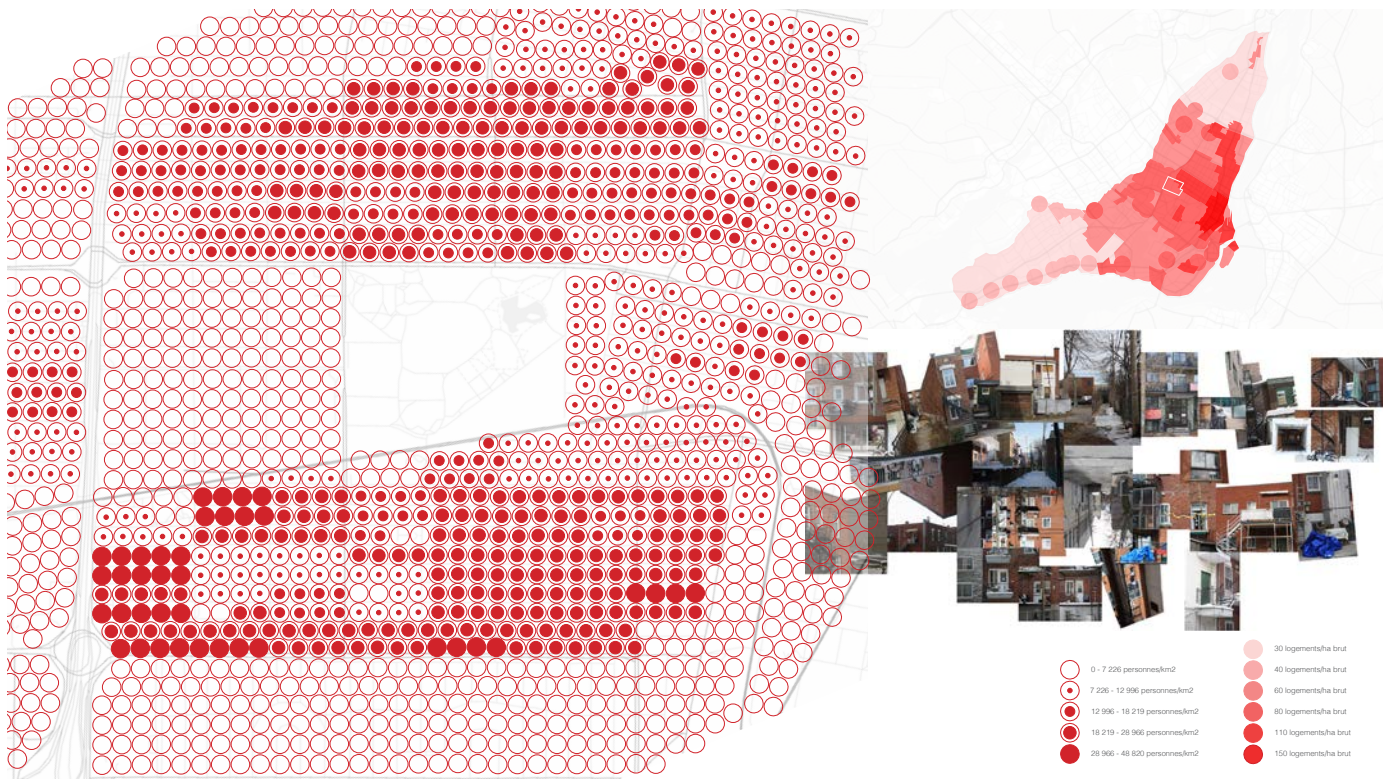 0 - 7 226 personnes/km2
7 226 - 12 996 personnes/km2
12 996 - 18 219 personnes/km2
18 219 - 28 966 personnes/km2
28 966 - 48 820 personnes/km2
30 logements/ha brut
40 logements/ha brut
60 logements/ha brut
80 logements/ha brut
110 logements/ha brut
150 logements/ha brut